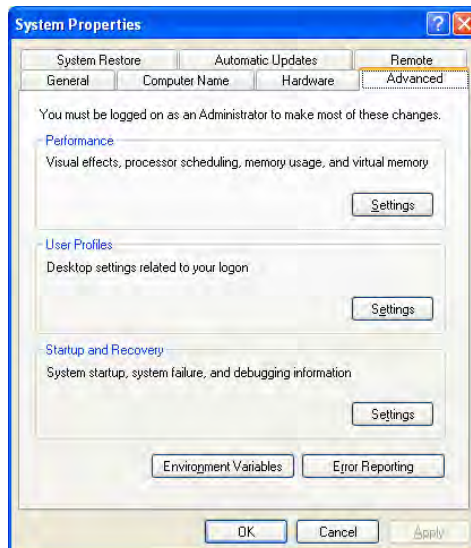 System Properties
System Restore Automatic Updates Remote
General Computer Name Hardware Advanced
You must be logged on as an Administrator to make most of these changes.
Performance
Visual effects, processor scheduling, memory usage, and virtual memory
Settings
User Profiles
Desktop settings related to your logon
Settings
Startup and Recovery
System startup, system failure, and debugging information
Settings
Environment Variables Error Reporting
OK Cancel Apply